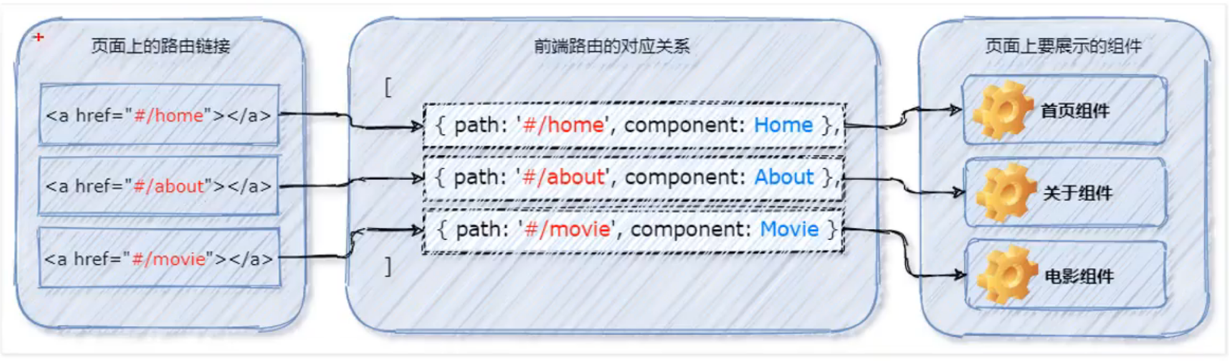 页面上的路由链接
<a href="#/home"></a>
<a href="#/about"></a>
<a href="#/movie"></a>
前端路由的对应关系
[
{ path: '#/home', component: Home },
{ path: '#/about', component: About },
{ path: '#/movie', component: Movie }
]
页面上要展示的组件
首页组件
关于组件
电影组件